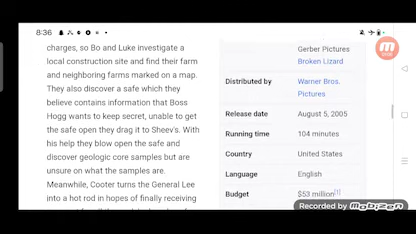 8:36
charges, so Bo and Luke investigate a
local construction site and find their farm
and neighboring farms marked on a map.
They also discover a safe which they
believe contains information that Boss
Hogg wants to keep secret, unable to get
the safe open they drag it to Sheev's. With
his help they blow open the safe and
discover geologic core samples but are
unsure on what the samples are.
Meanwhile, Cooter turns the General Lee
into a hot rod in hopes of finally receiving
Gerber Pictures
Broken Lizard
Distributed by Warner Bros.
Pictures
Release date August 5, 2005
Running time 104 minutes
Country United States
Language English
Budget $53 million[1]
Recorded by Mobizen